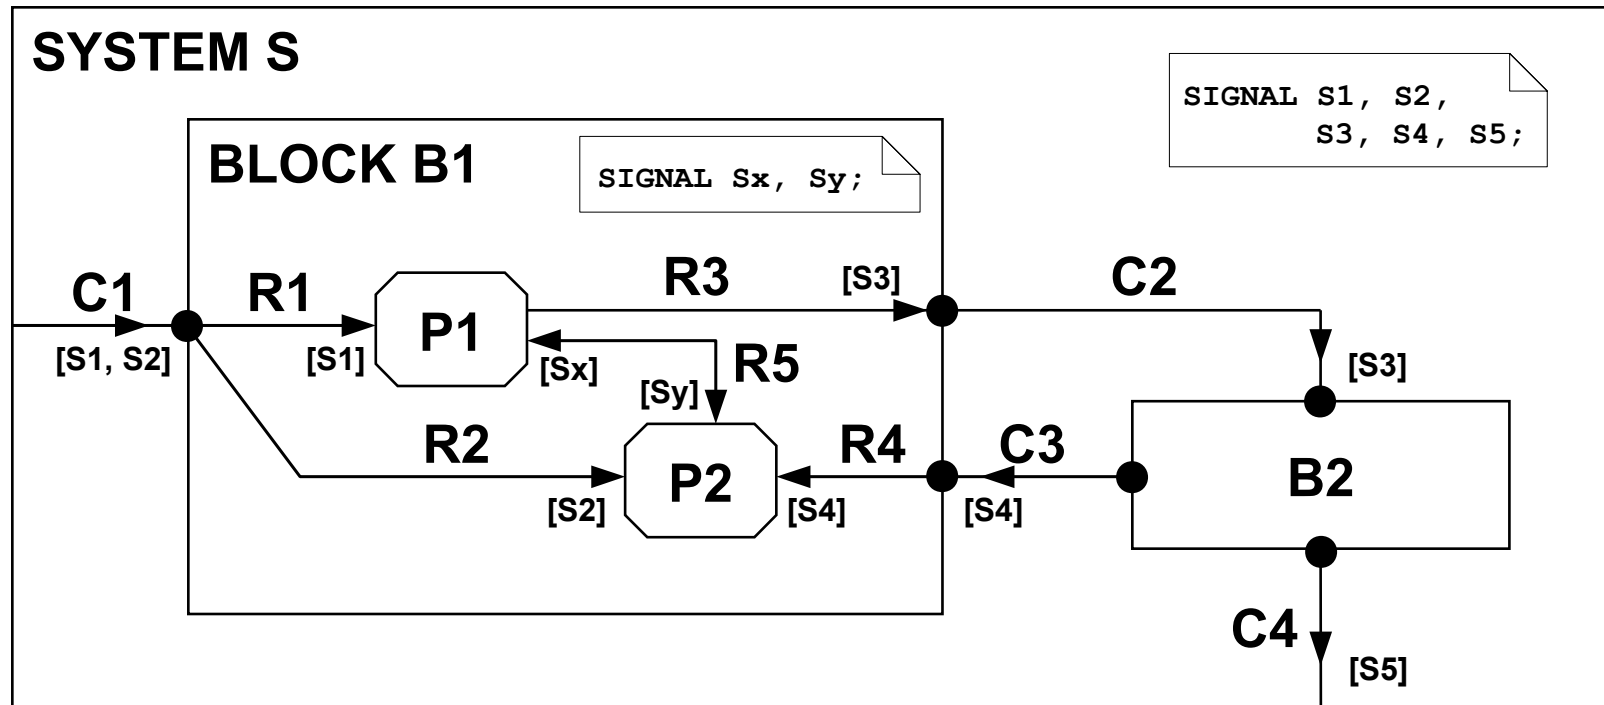 SYSTEM S
SIGNAL S1, S2,
S3, S4, S5;
BLOCK B1
SIGNAL Sx, Sy;
C1
R1
R3
[S3]
C2
P1
[S1, S2]
[S1]
[Sx]
R5
[S3]
[Sy]
R2
R4
C3
P2
B2
[S2]
[S4]
[S4]
C4
[S5]